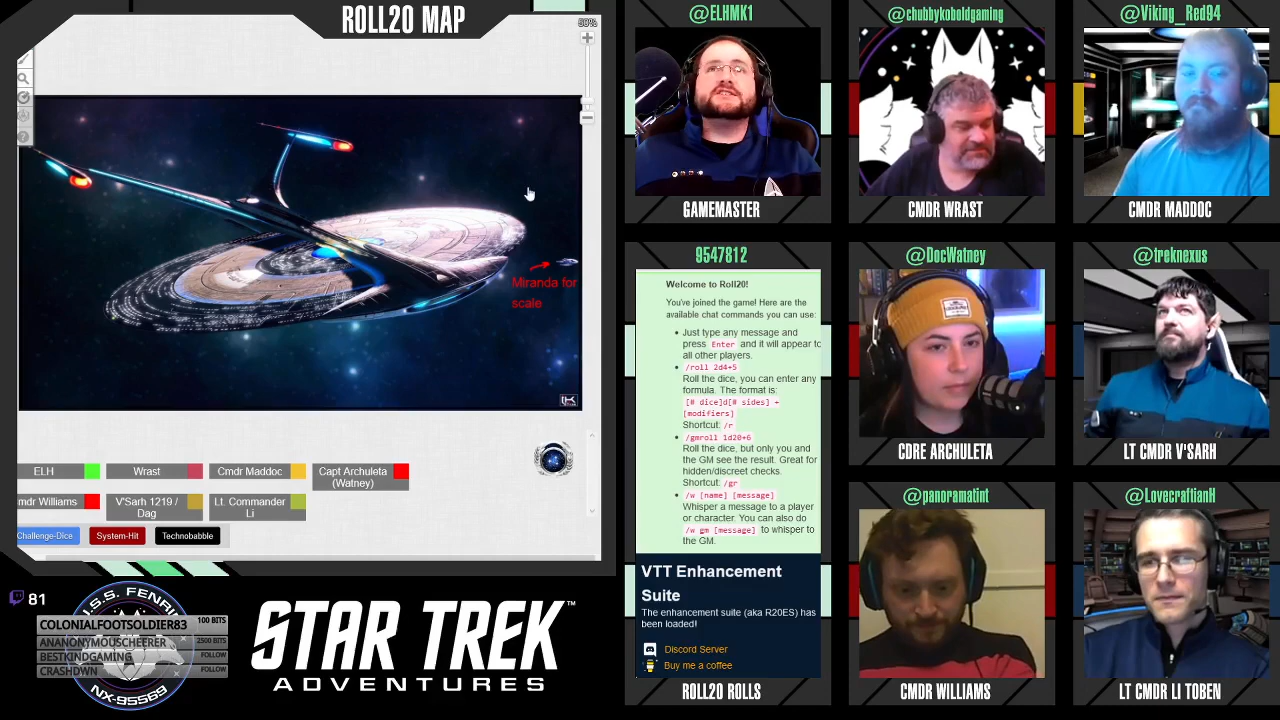 ROLL20 MAP
50%
Miranda for
scale
ELH
Wrast
Cmdr Maddoc
Capt Archuleta
(Watney)
mdr Williams
V'Sarh 1219 /
Dag
Lt. Commander
Li
Challenge-Dice
System-Hit
Technobabble
81
U.S.S. FENRI
NX-95569
COLONIALFOOTSOLDIER83 100 BITS
ANANONYMOUSCHEERER 2500 BITS
BESTKINDGAMING FOLLOW
CRASHDWN FOLLOW
STAR TREK™
ADVENTURES
@ELHMK1
GAMEMASTER
@chubbykoboldgaming
CMDR WRAST
@Viking_Red94
CMDR MADDOC
9547812
Welcome to Roll20!
You've joined the game! Here are the
available chat commands you can use:
• Just type any message and
press Enter and it will appear to
all other players.
• /roll 2d4+5
Roll the dice, you can enter any
formula. The format is:
[# dice]d[# sides] +
[modifiers]
Shortcut: /r
• /gmroll 1d20+6
Roll the dice, but only you and
the GM see the result. Great for
hidden/discreet checks.
Shortcut: /gr
• /w [name] [message]
Whisper a message to a player
or character. You can also do
/w gm [message] to whisper to
the GM.
VTT Enhancement
Suite
The enhancement suite (aka R20ES) has
been loaded!
Discord Server
Buy me a coffee
ROLL20 ROLLS
@DocWatney
CDRE ARCHULETA
@treknexus
LT CMDR V'SARH
@panoramatint
CMDR WILLIAMS
@LovecraftianH
LT CMDR LI TOBEN